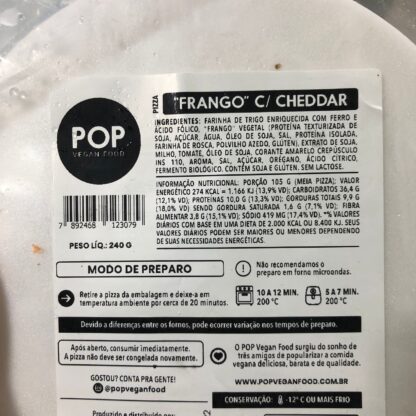 POP
VEGAN FOOD
PIZZA
"FRANGO" C/ CHEDDAR
INGREDIENTES: FARINHA DE TRIGO ENRIQUECIDA COM FERRO E
ÁCIDO FÓLICO, "FRANGO" VEGETAL (PROTEÍNA TEXTURIZADA DE
SOJA, AÇÚCAR, ÁGUA, ÓLEO DE SOJA, SAL, PROTEÍNA ISOLADA,
FARINHA DE ROSCA, POLVILHO AZEDO, GLÚTEN), EXTRATO DE SOJA,
MILHO, TOMATE, ÓLEO DE SOJA, CORANTE AMARELO CREPÚSCULO
INS 110, AROMA, SAL, AÇÚCAR, ORÉGANO, ÁCIDO CÍTRICO,
FERMENTO BIOLÓGICO. CONTÉM SOJA E GLÚTEN. SEM LACTOSE.
INFORMAÇÃO NUTRICIONAL: PORÇÃO 105 G (MEIA PIZZA); VALOR
ENERGÉTICO 274 KCAL = 1.166 KJ (13,9% VD); CARBOIDRATOS 36,4 G
(12,1% VD); PROTEÍNAS 10,0 G (13,3% VD); GORDURAS TOTAIS 9,9 G
(18,0% VD) SENDO GORDURA SATURADA 1,6 G (7,1% VD); FIBRA
ALIMENTAR 3,8 G (15,1% VD); SÓDIO 419 MG (17,4% VD). *% VALORES
DIÁRIOS COM BASE EM UMA DIETA DE 2.000 KCAL OU 8.400 KJ. SEUS
VALORES DIÁRIOS PODEM SER MAIORES OU MENORES DEPENDENDO DE
SUAS NECESSIDADES ENERGÉTICAS.
7 892468 123079
PESO LÍQ.: 240 G
MODO DE PREPARO
Não recomendamos o
preparo em forno microondas.
Retire a pizza da embalagem e deixe-a em
temperatura ambiente por cerca de 20 minutos.
10 A 12 MIN.
200 °C
5 A 7 MIN.
200 °C
Devido a diferenças entre os fornos, pode ocorrer variação nos tempos de preparo.
Após aberto, consumir imediatamente.
A pizza não deve ser congelada novamente.
O POP Vegan Food surgiu do sonho de
três amigos de popularizar a comida
vegana deliciosa, barata e de qualidade.
GOSTOU? CONTA PRA GENTE!
@POPVEGANFOOD
WWW.POPVEGANFOOD.COM.BR
CONSERVAÇÃO: -12° C OU MAIS FRIO
Produzido e distribuído por: